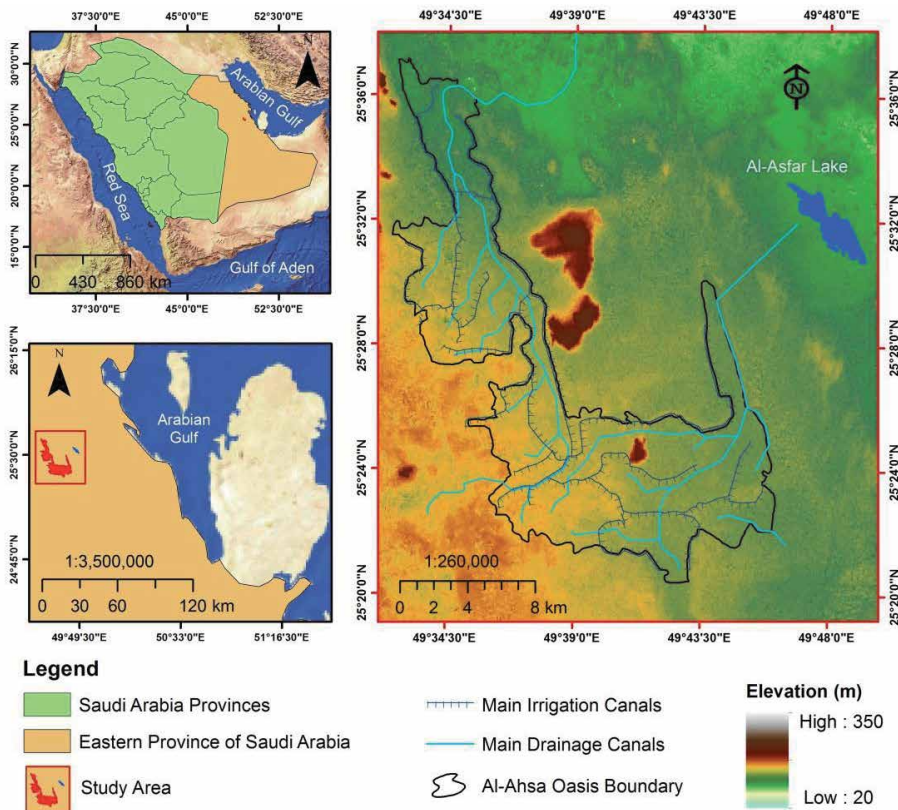 37°30'0"E 45°0'0"E 52°30'0"E
30°0'0"N
25°0'0"N
20°0'0"N
15°0'0"N
N
Arabian Gulf
Red Sea
Gulf of Aden
0 430 860 km
37°30'0"E 45°0'0"E 52°30'0"E
26°15'0"N
25°30'0"N
24°45'0"N
N
Arabian
Gulf
1:3,500,000
0 30 60 120 km
49°49'30"E 50°33'0"E 51°16'30"E
49°34'30"E 49°39'0"E 49°43'30"E 49°48'0"E
25°36'0"N
25°32'0"N
25°28'0"N
25°24'0"N
25°20'0"N
N
Al-Asfar Lake
25°36'0"N
25°32'0"N
25°28'0"N
25°24'0"N
25°20'0"N
1:260,000
0 2 4 8 km
49°34'30"E 49°39'0"E 49°43'30"E 49°48'0"E
Legend
Saudi Arabia Provinces
Eastern Province of Saudi Arabia
Study Area
Main Irrigation Canals
Main Drainage Canals
Al-Ahsa Oasis Boundary
Elevation (m)
High : 350
Low : 20